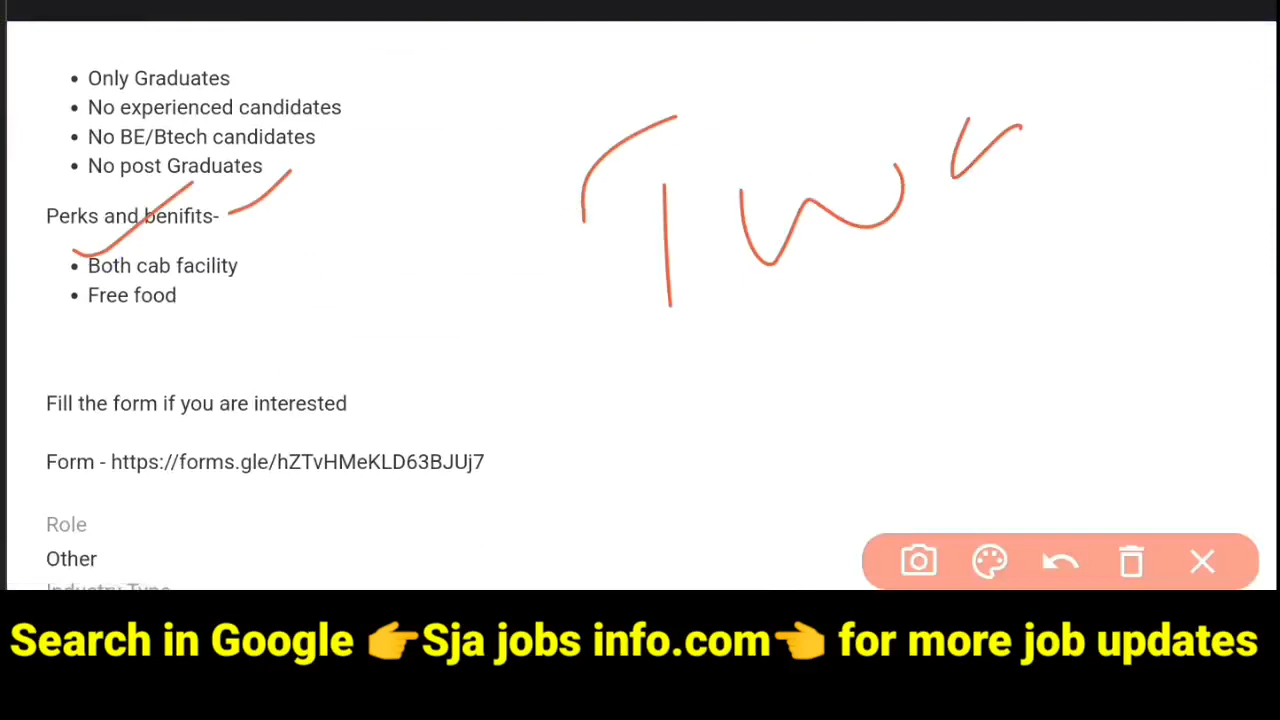 • Only Graduates
• No experienced candidates
• No BE/Btech candidates
• No post Graduates
Perks and benifits-
• Both cab facility
• Free food
Fill the form if you are interested
Form - https://forms.gle/hZTvHMeKLD63BJUj7
Role
Other
Industry Type
Search in Google 👉Sja jobs info.com👈 for more job updates